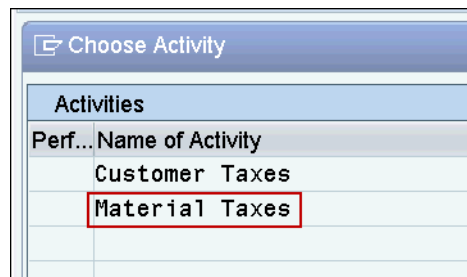 Choose Activity
Activities
Perf... Name of Activity
Customer Taxes
Material Taxes